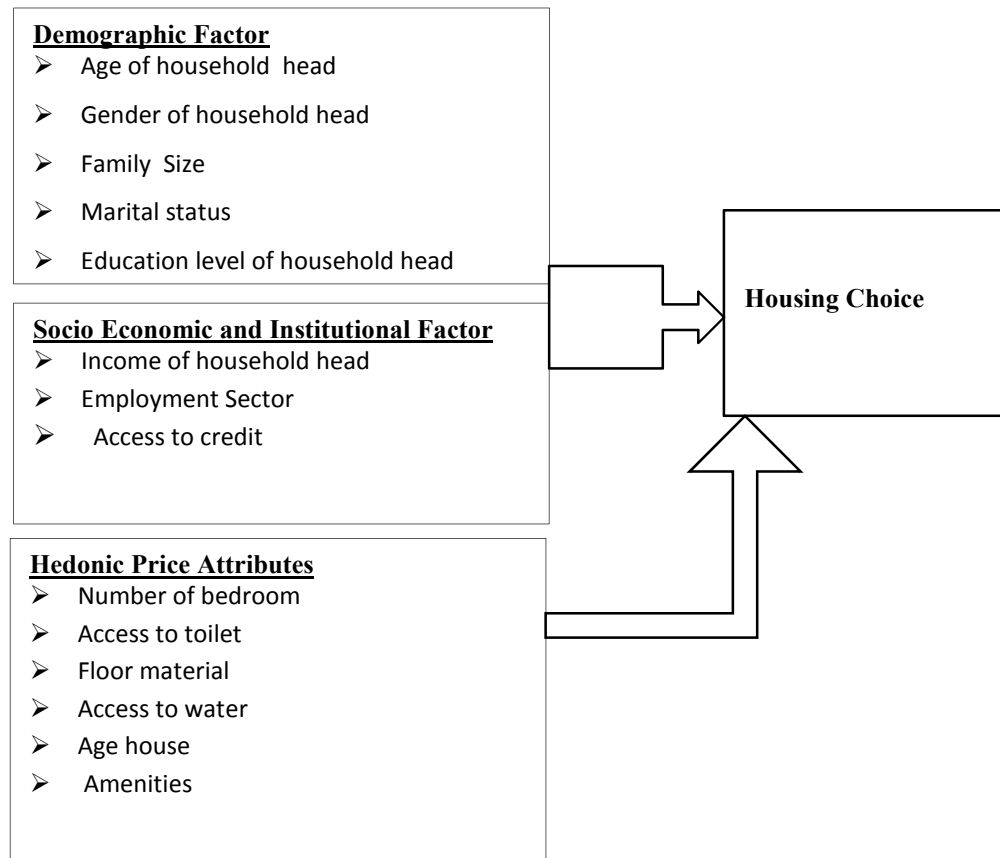 Demographic Factor
➢ Age of household head
➢ Gender of household head
➢ Family Size
➢ Marital status
➢ Education level of household head
Socio Economic and Institutional Factor
➢ Income of household head
➢ Employment Sector
➢ Access to credit
Housing Choice
Hedonic Price Attributes
➢ Number of bedroom
➢ Access to toilet
➢ Floor material
➢ Access to water
➢ Age house
➢ Amenities